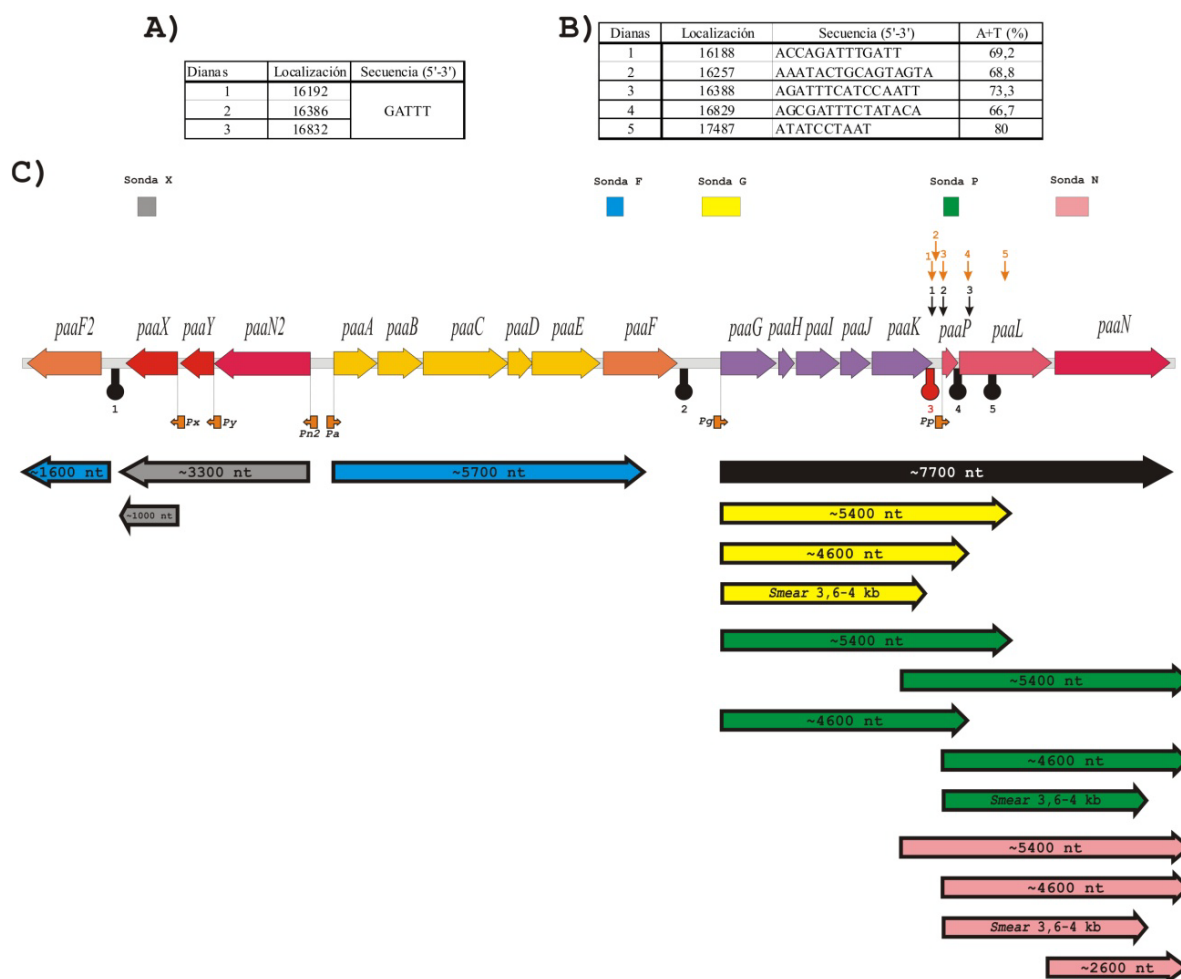 A)
Dianas Localización Secuencia (5'-3')
1 16192
2 16386 GATTT
3 16832
B)
Dianas Localización Secuencia (5'-3') A+T (%)
1 16188 ACCAGATTTGATT 69,2
2 16257 AAATACTGCAGTAGTA 68,8
3 16388 AGATTTCATCCAATT 73,3
4 16829 AGCGATTTCTATACA 66,7
5 17487 ATATCCTAAT 80
C)
Sonda X Sonda F Sonda G Sonda P Sonda N
2
1 3 4 5
1 2 3
paaF2 paaX paaY paaN2 paaA paaB paaC paaD paaE paaF paaG paaH paaI paaJ paaK paaP paaL paaN
1 2 3 4 5
Px Py Pn2 Pa Pg Pp
~1600 nt ~3300 nt ~5700 nt ~7700 nt
~1000 nt ~5400 nt
~4600 nt
Smear 3,6-4 kb
~5400 nt
~5400 nt
~4600 nt
~4600 nt
Smear 3,6-4 kb
~5400 nt
~4600 nt
Smear 3,6-4 kb
~2600 nt